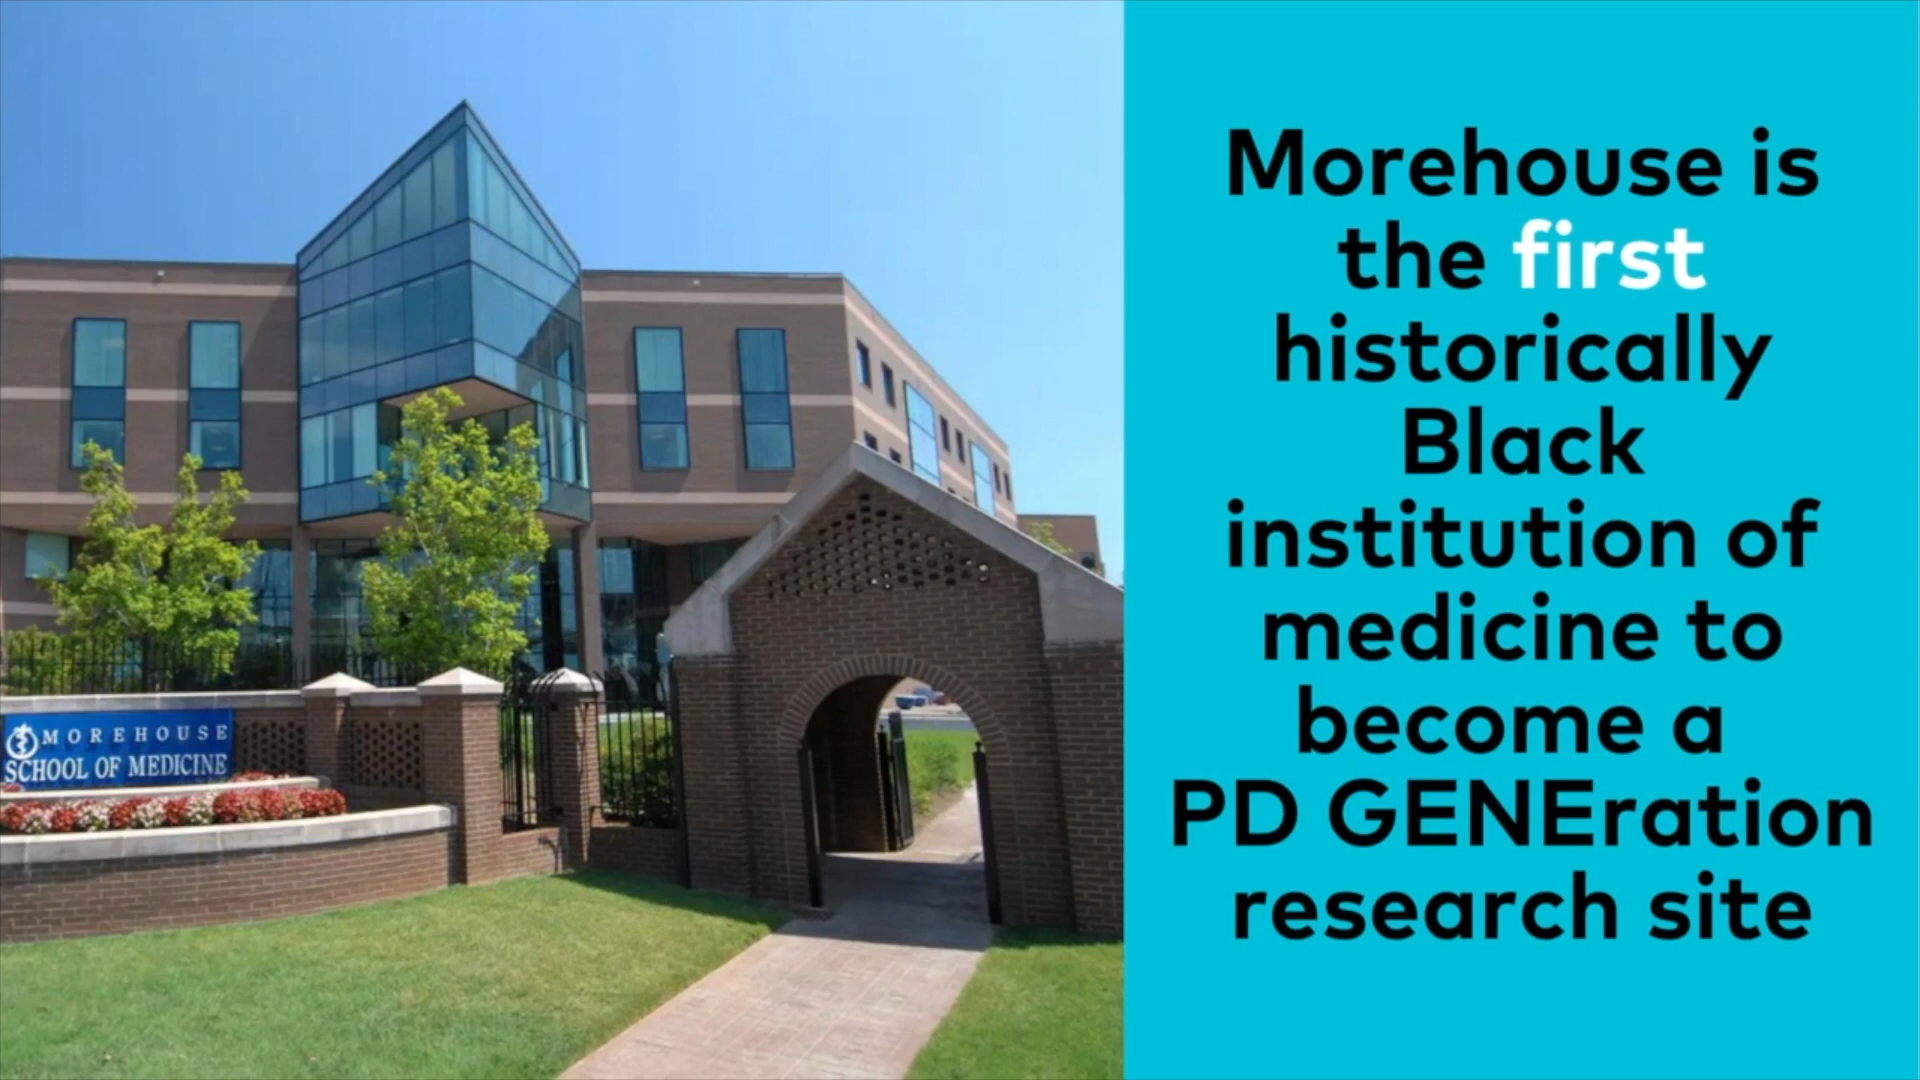 MOREHOUSE
SCHOOL OF MEDICINE
Morehouse is
the first
historically
Black
institution of
medicine to
become a
PD GENEration
research site